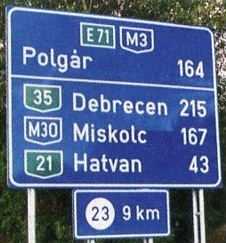 E71 M3
Polgár 164
35 Debrecen 215
M30 Miskolc 167
21 Hatvan 43
23 9 km